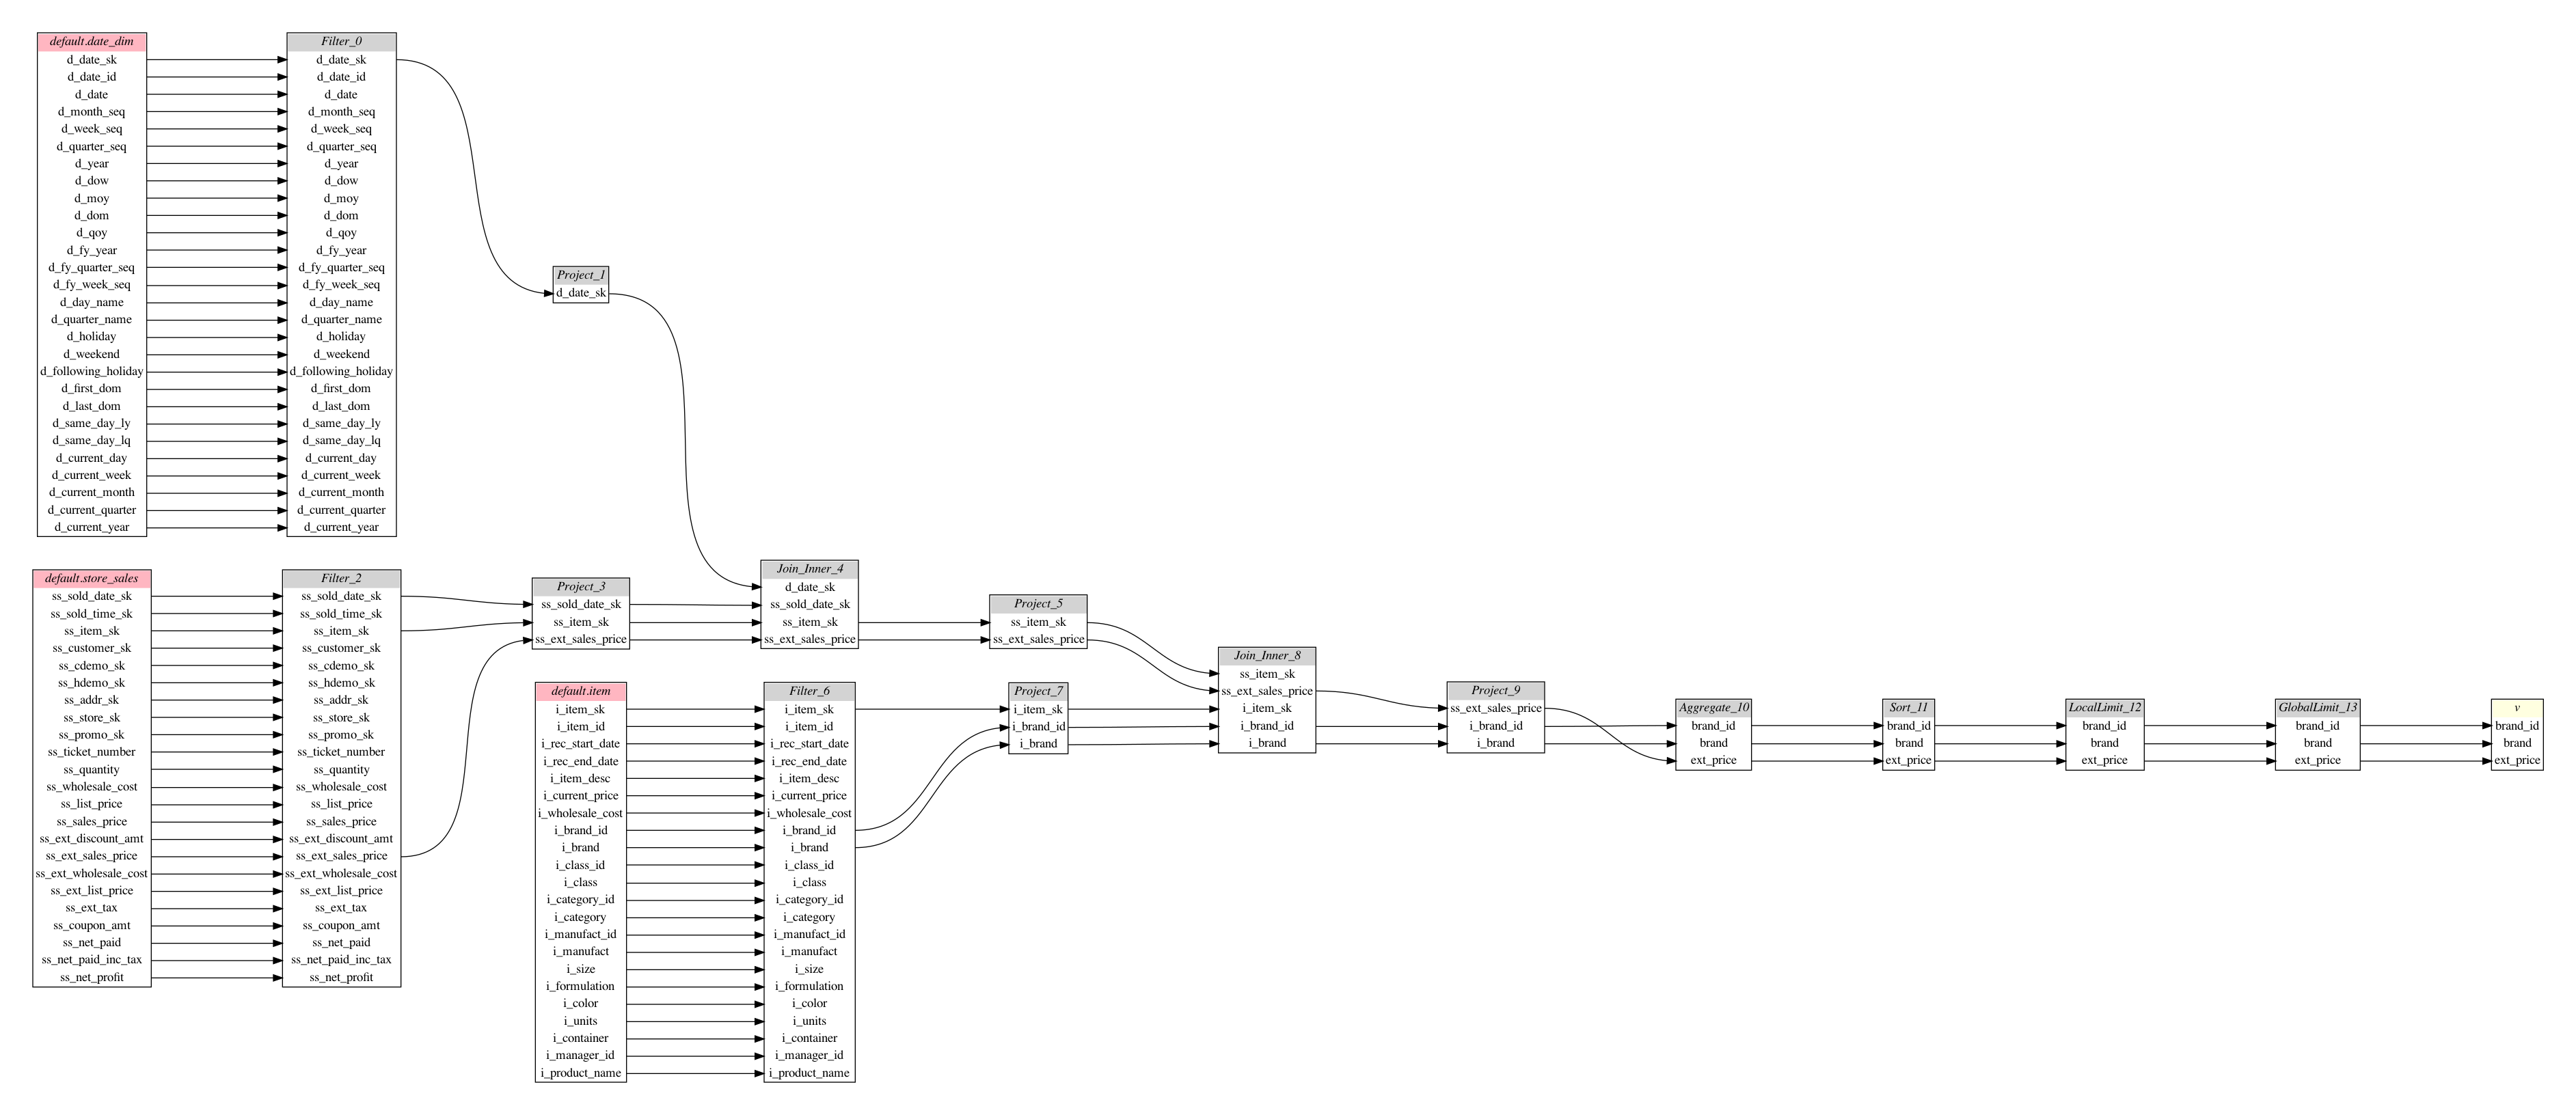 default.date_dim
d_date_sk
d_date_id
d_date
d_month_seq
d_week_seq
d_quarter_seq
d_year
d_dow
d_moy
d_dom
d_qoy
d_fy_year
d_fy_quarter_seq
d_fy_week_seq
d_day_name
d_quarter_name
d_holiday
d_weekend
d_following_holiday
d_first_dom
d_last_dom
d_same_day_ly
d_same_day_lq
d_current_day
d_current_week
d_current_month
d_current_quarter
d_current_year
Filter_0
d_date_sk
d_date_id
d_date
d_month_seq
d_week_seq
d_quarter_seq
d_year
d_dow
d_moy
d_dom
d_qoy
d_fy_year
d_fy_quarter_seq
d_fy_week_seq
d_day_name
d_quarter_name
d_holiday
d_weekend
d_following_holiday
d_first_dom
d_last_dom
d_same_day_ly
d_same_day_lq
d_current_day
d_current_week
d_current_month
d_current_quarter
d_current_year
Project_1
d_date_sk
default.store_sales
ss_sold_date_sk
ss_sold_time_sk
ss_item_sk
ss_customer_sk
ss_cdemo_sk
ss_hdemo_sk
ss_addr_sk
ss_store_sk
ss_promo_sk
ss_ticket_number
ss_quantity
ss_wholesale_cost
ss_list_price
ss_sales_price
ss_ext_discount_amt
ss_ext_sales_price
ss_ext_wholesale_cost
ss_ext_list_price
ss_ext_tax
ss_coupon_amt
ss_net_paid
ss_net_paid_inc_tax
ss_net_profit
Filter_2
ss_sold_date_sk
ss_sold_time_sk
ss_item_sk
ss_customer_sk
ss_cdemo_sk
ss_hdemo_sk
ss_addr_sk
ss_store_sk
ss_promo_sk
ss_ticket_number
ss_quantity
ss_wholesale_cost
ss_list_price
ss_sales_price
ss_ext_discount_amt
ss_ext_sales_price
ss_ext_wholesale_cost
ss_ext_list_price
ss_ext_tax
ss_coupon_amt
ss_net_paid
ss_net_paid_inc_tax
ss_net_profit
Project_3
ss_sold_date_sk
ss_item_sk
ss_ext_sales_price
Join_Inner_4
d_date_sk
ss_sold_date_sk
ss_item_sk
ss_ext_sales_price
Project_5
ss_item_sk
ss_ext_sales_price
default.item
i_item_sk
i_item_id
i_rec_start_date
i_rec_end_date
i_item_desc
i_current_price
i_wholesale_cost
i_brand_id
i_brand
i_class_id
i_class
i_category_id
i_category
i_manufact_id
i_manufact
i_size
i_formulation
i_color
i_units
i_container
i_manager_id
i_product_name
Filter_6
i_item_sk
i_item_id
i_rec_start_date
i_rec_end_date
i_item_desc
i_current_price
i_wholesale_cost
i_brand_id
i_brand
i_class_id
i_class
i_category_id
i_category
i_manufact_id
i_manufact
i_size
i_formulation
i_color
i_units
i_container
i_manager_id
i_product_name
Project_7
i_item_sk
i_brand_id
i_brand
Join_Inner_8
ss_item_sk
ss_ext_sales_price
i_item_sk
i_brand_id
i_brand
Project_9
ss_ext_sales_price
i_brand_id
i_brand
Aggregate_10
brand_id
brand
ext_price
Sort_11
brand_id
brand
ext_price
LocalLimit_12
brand_id
brand
ext_price
GlobalLimit_13
brand_id
brand
ext_price
v
brand_id
brand
ext_price